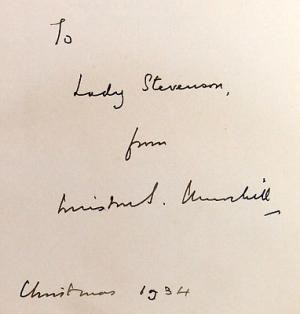 To
Lady Stevenson,
from
Winston S. Churchill
Christmas 1934